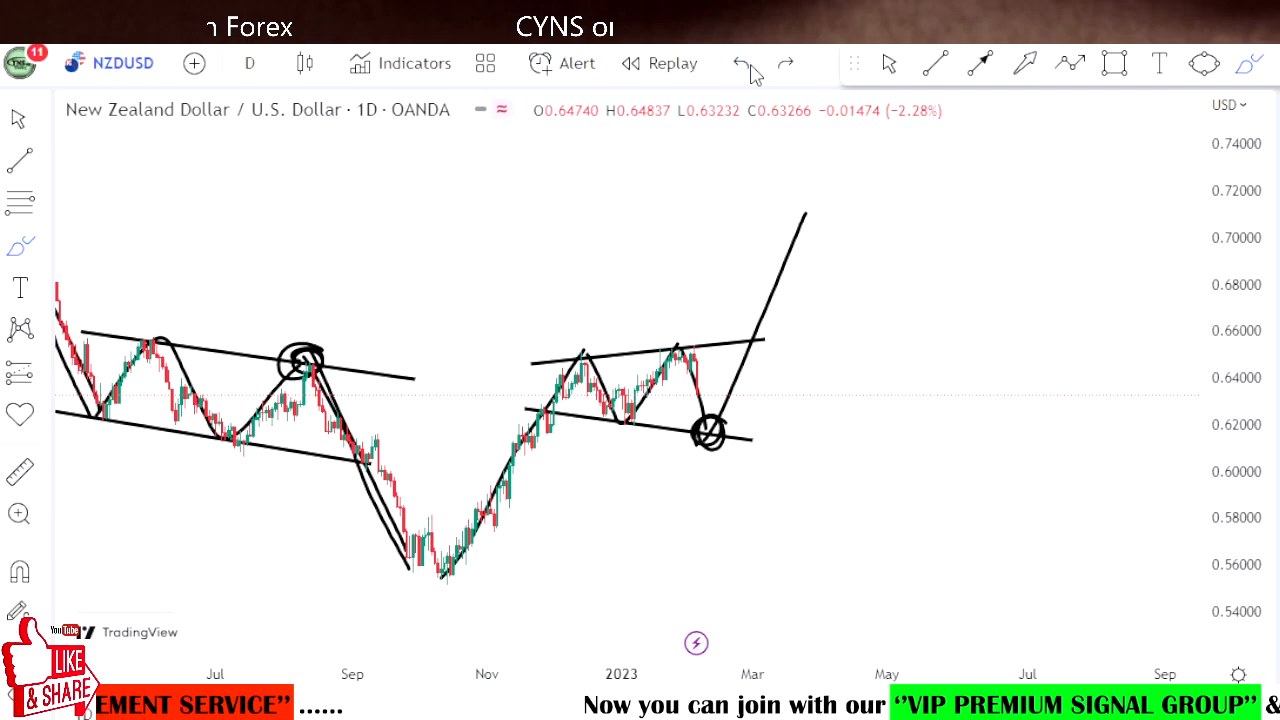 n Forex CYNS or
11 NZDUSD D Indicators Alert Replay
New Zealand Dollar / U.S. Dollar · 1D · OANDA O0.64740 H0.64837 L0.63232 C0.63266 −0.01474 (−2.28%)
USD
0.74000
0.72000
0.70000
0.68000
0.66000
0.64000
0.62000
0.60000
0.58000
0.56000
0.54000
TradingView
Jul Sep Nov 2023 Mar May Jul Sep
YouTube
LIKE
& SHARE
EMENT SERVICE" ...... Now you can join with our "VIP PREMIUM SIGNAL GROUP" &